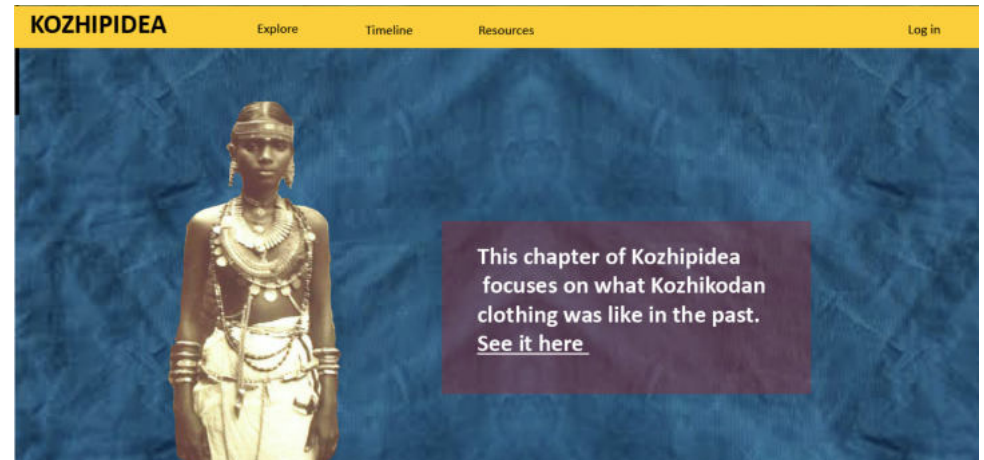 KOZHIPIDEA
Explore
Timeline
Resources
Log in
This chapter of Kozhipidea
focuses on what Kozhikodan
clothing was like in the past.
See it here